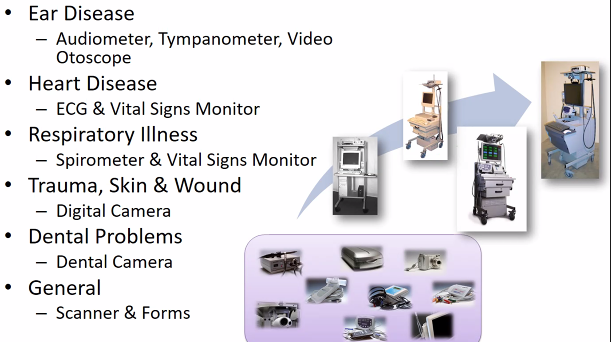 • Ear Disease
– Audiometer, Tympanometer, Video
Otoscope
• Heart Disease
– ECG & Vital Signs Monitor
• Respiratory Illness
– Spirometer & Vital Signs Monitor
• Trauma, Skin & Wound
– Digital Camera
• Dental Problems
– Dental Camera
• General
– Scanner & Forms